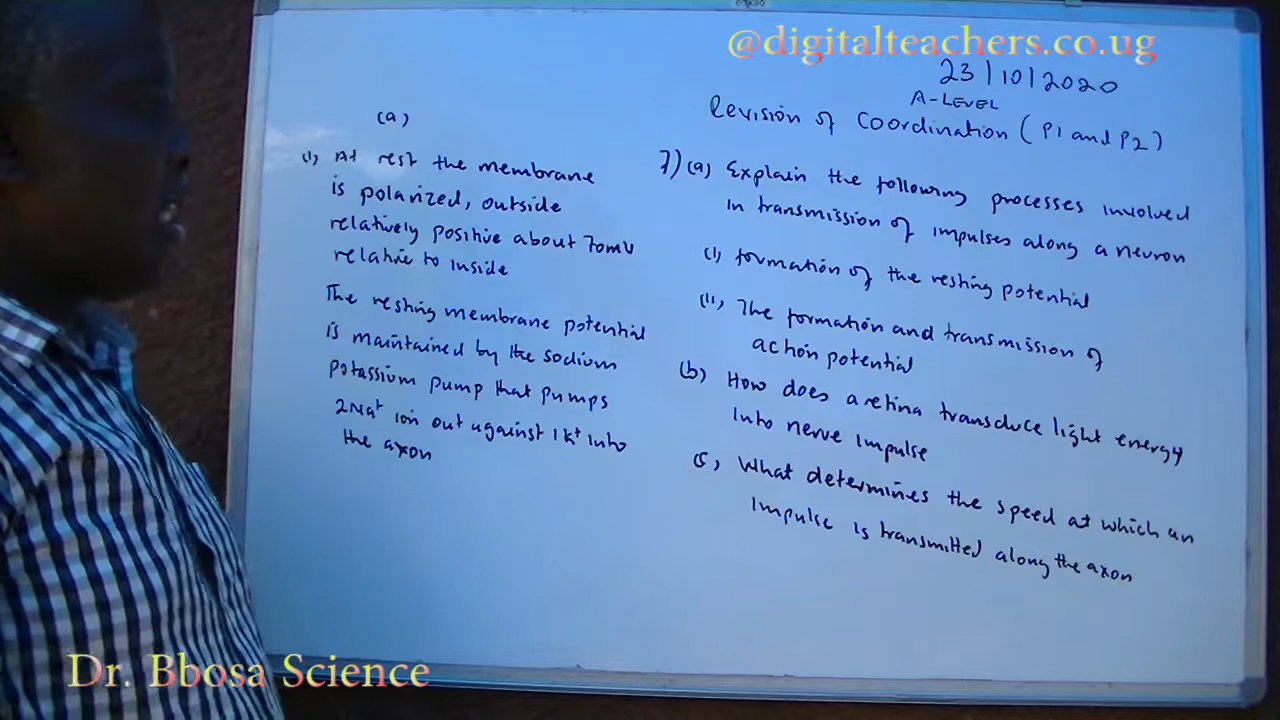 @digitalteachers.co.ug
23/10/2020
A-LEVEL
Revision of Coordination (P1 and P2)
7) (a) Explain the following processes involved
in transmission of impulses along a neuron
(i) formation of the resting potential
(ii) The formation and transmission of
action potential
(b) How does a retina transduce light energy
into nerve impulse
(c) What determines the speed at which an
impulse is transmitted along the axon
(a)
(i) At rest the membrane
is polarized, outside
relatively positive about 70mV
relative to inside
The resting membrane potential
is maintained by the sodium
potassium pump that pumps
2Na⁺ ion out against 1K⁺ into
the axon
Dr. Bbosa Science